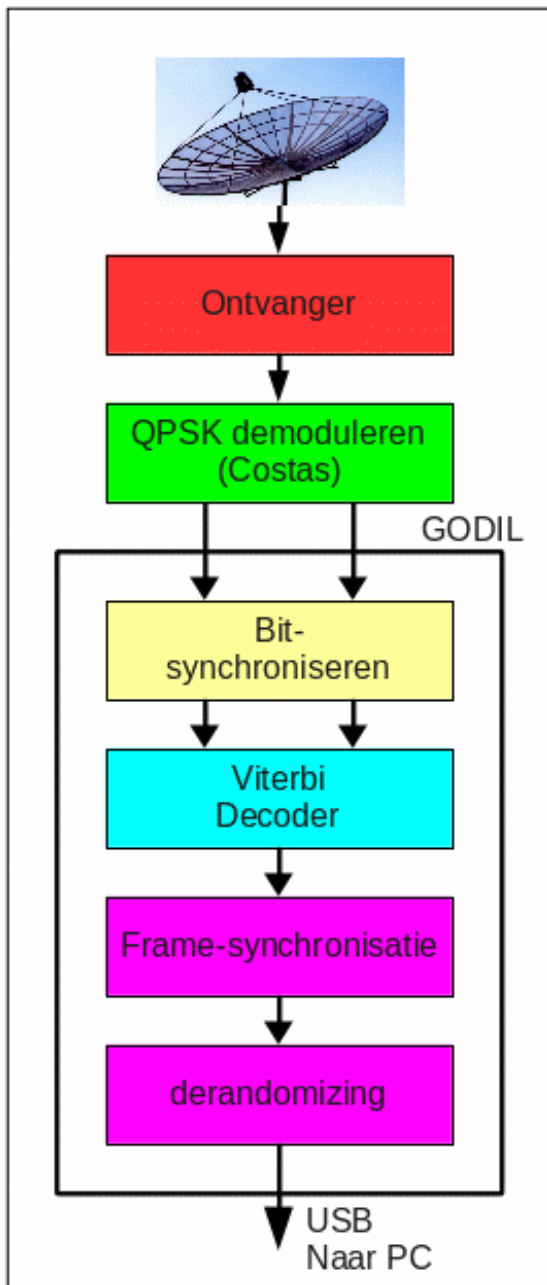 Ontvanger
QPSK demoduleren
(Costas)
GODIL
Bit-
synchroniseren
Viterbi
Decoder
Frame-synchronisatie
derandomizing
USB
Naar PC